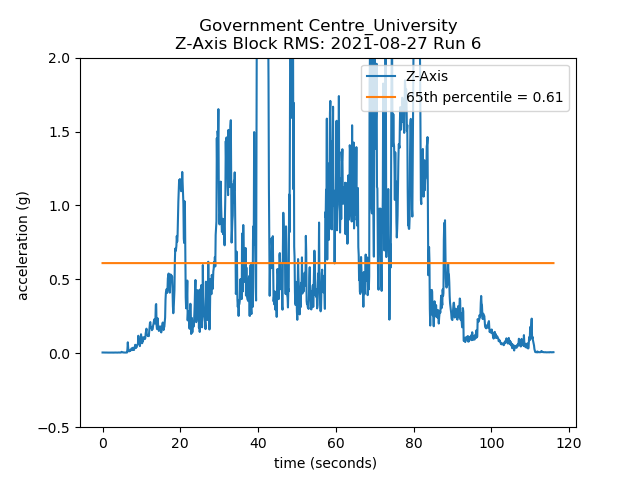 Government Centre_University
Z-Axis Block RMS: 2021-08-27 Run 6
2.0
1.5
1.0
0.5
0.0
−0.5
acceleration (g)
Z-Axis
65th percentile = 0.61
0 20 40 60 80 100 120
time (seconds)